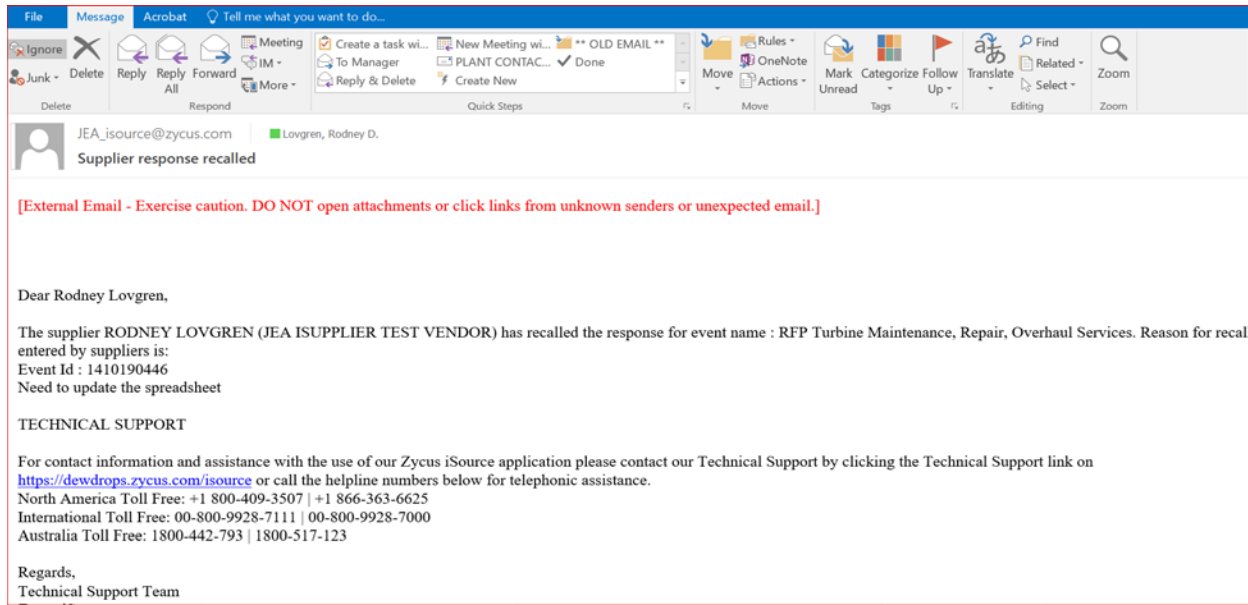 File Message Acrobat Tell me what you want to do...
Ignore
Junk
Delete
Reply
Reply All
Forward
Meeting
IM
More
Create a task wi...
To Manager
Reply & Delete
New Meeting wi...
PLANT CONTAC...
Create New
** OLD EMAIL **
Done
Move
Rules
OneNote
Actions
Mark Unread
Categorize
Follow Up
Translate
Find
Related
Select
Zoom
Delete Respond Quick Steps Move Tags Editing Zoom
JEA_isource@zycus.com Lovgren, Rodney D.
Supplier response recalled
[External Email - Exercise caution. DO NOT open attachments or click links from unknown senders or unexpected email.]
Dear Rodney Lovgren,
The supplier RODNEY LOVGREN (JEA ISUPPLIER TEST VENDOR) has recalled the response for event name : RFP Turbine Maintenance, Repair, Overhaul Services. Reason for recal
entered by suppliers is:
Event Id : 1410190446
Need to update the spreadsheet
TECHNICAL SUPPORT
For contact information and assistance with the use of our Zycus iSource application please contact our Technical Support by clicking the Technical Support link on
https://dewdrops.zycus.com/isource or call the helpline numbers below for telephonic assistance.
North America Toll Free: +1 800-409-3507 | +1 866-363-6625
International Toll Free: 00-800-9928-7111 | 00-800-9928-7000
Australia Toll Free: 1800-442-793 | 1800-517-123
Regards,
Technical Support Team